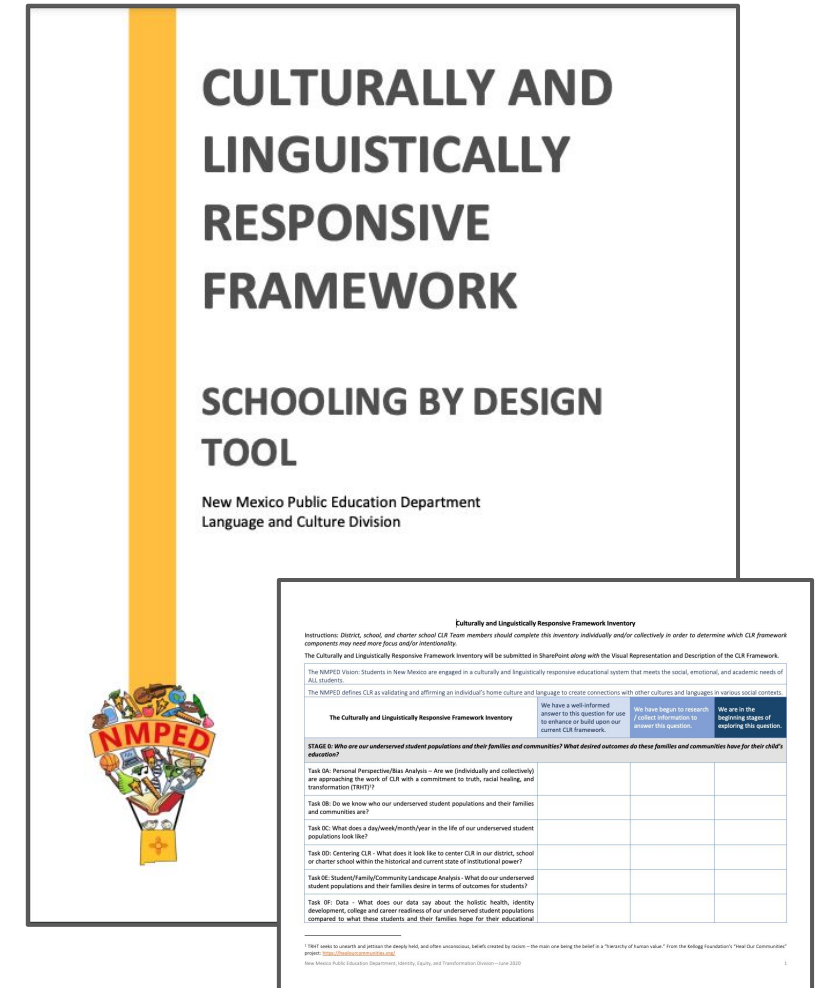 CULTURALLY AND
LINGUISTICALLY
RESPONSIVE
FRAMEWORK
SCHOOLING BY DESIGN
TOOL
New Mexico Public Education Department
Language and Culture Division
NMPED
Culturally and Linguistically Responsive Framework Inventory
Instructions: District, school, and charter school CLR Team members should complete this inventory individually and/or collectively in order to determine which CLR framework
components may need more focus and/or intentionality.
The Culturally and Linguistically Responsive Framework Inventory will be submitted in SharePoint along with the Visual Representation and Description of the CLR Framework.
The NMPED Vision: Students in New Mexico are engaged in a culturally and linguistically responsive educational system that meets the social, emotional, and academic needs of
ALL students.
The NMPED defines CLR as validating and affirming an individual's home culture and language to create connections with other cultures and languages in various social contexts.
The Culturally and Linguistically Responsive Framework Inventory
We have a well-informed
answer to this question for use
to enhance or build upon our
current CLR framework.
We have begun to research
/ collect information to
answer this question.
We are in the
beginning stages of
exploring this question.
STAGE 0: Who are our underserved student populations and their families and communities? What desired outcomes do these families and communities have for their child's
education?
Task 0A: Personal Perspective/Bias Analysis – Are we (individually and collectively)
are approaching the work of CLR with a commitment to truth, racial healing, and
transformation (TRHT)¹?
Task 0B: Do we know who our underserved student populations and their families
and communities are?
Task 0C: What does a day/week/month/year in the life of our underserved student
populations look like?
Task 0D: Centering CLR - What does it look like to center CLR in our district, school
or charter school within the historical and current state of institutional power?
Task 0E: Student/Family/Community Landscape Analysis - What do our underserved
student populations and their families desire in terms of outcomes for students?
Task 0F: Data - What does our data say about the holistic health, identity
development, college and career readiness of our underserved student populations
compared to what these students and their families hope for their educational
¹ TRHT seeks to unearth and jettison the deeply held, and often unconscious, beliefs created by racism – the main one being the belief in a "hierarchy of human value." From the Kellogg Foundation's "Heal Our Communities"
project: https://healourcommunities.org/
New Mexico Public Education Department, Identity, Equity, and Transformation Division—June 2020
1